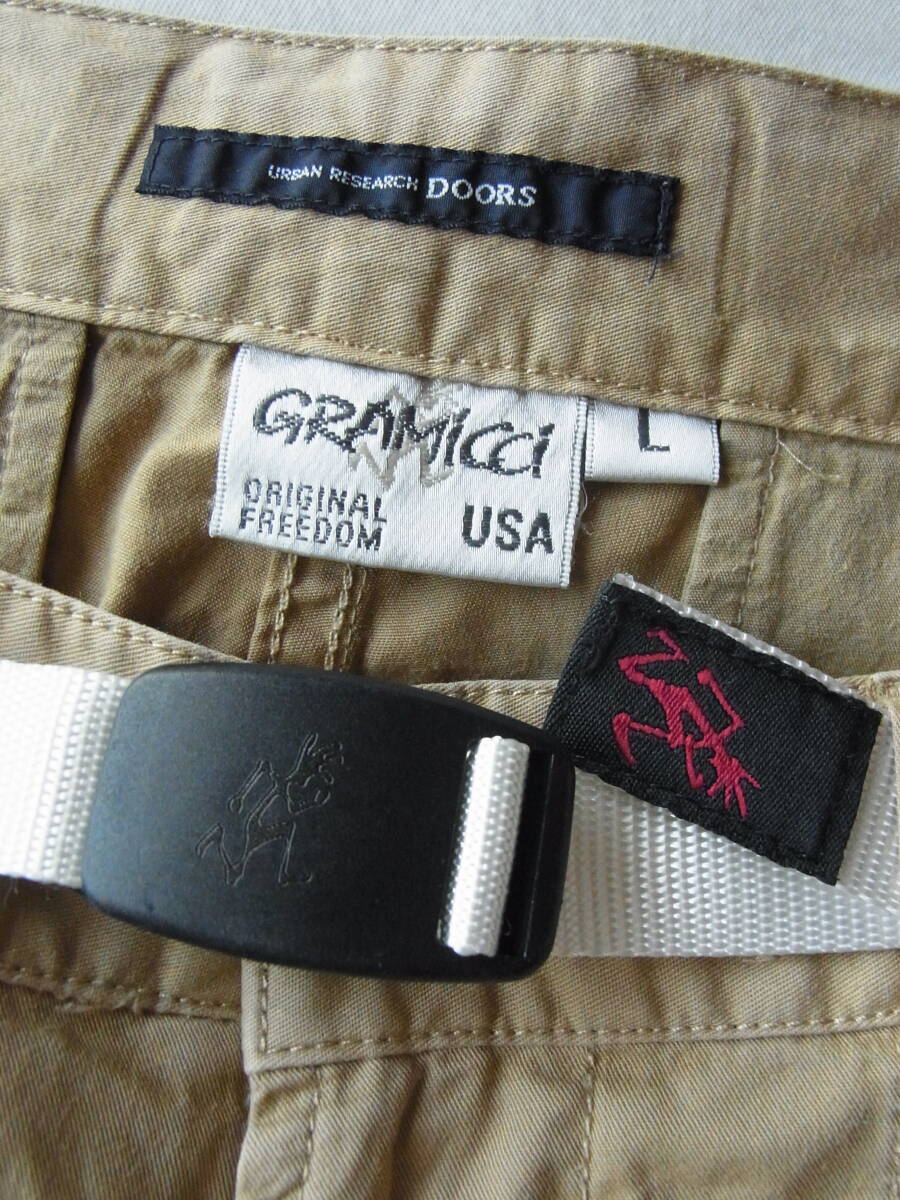 URBAN RESEARCH DOORS
GRAMICCI
L
ORIGINAL
FREEDOM
USA